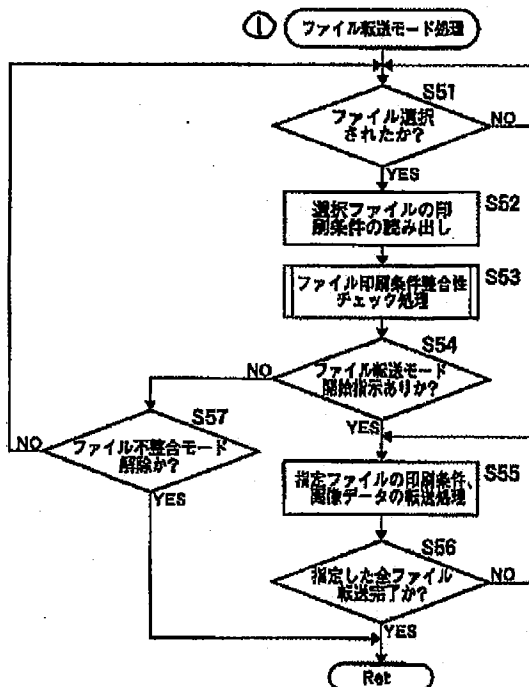 ①
ファイル転送モード処理
S51
ファイル選択
されたか?
NO
YES
S52
選択ファイルの印
刷条件の読み出し
S53
ファイル印刷条件整合性
チェック処理
S54
ファイル転送モード
開始指示ありか?
NO
YES
S57
ファイル不整合モード
解除か?
NO
YES
S55
指定ファイルの印刷条件、
画像データの転送処理
S56
指定した全ファイル
転送完了か?
NO
YES
Ret